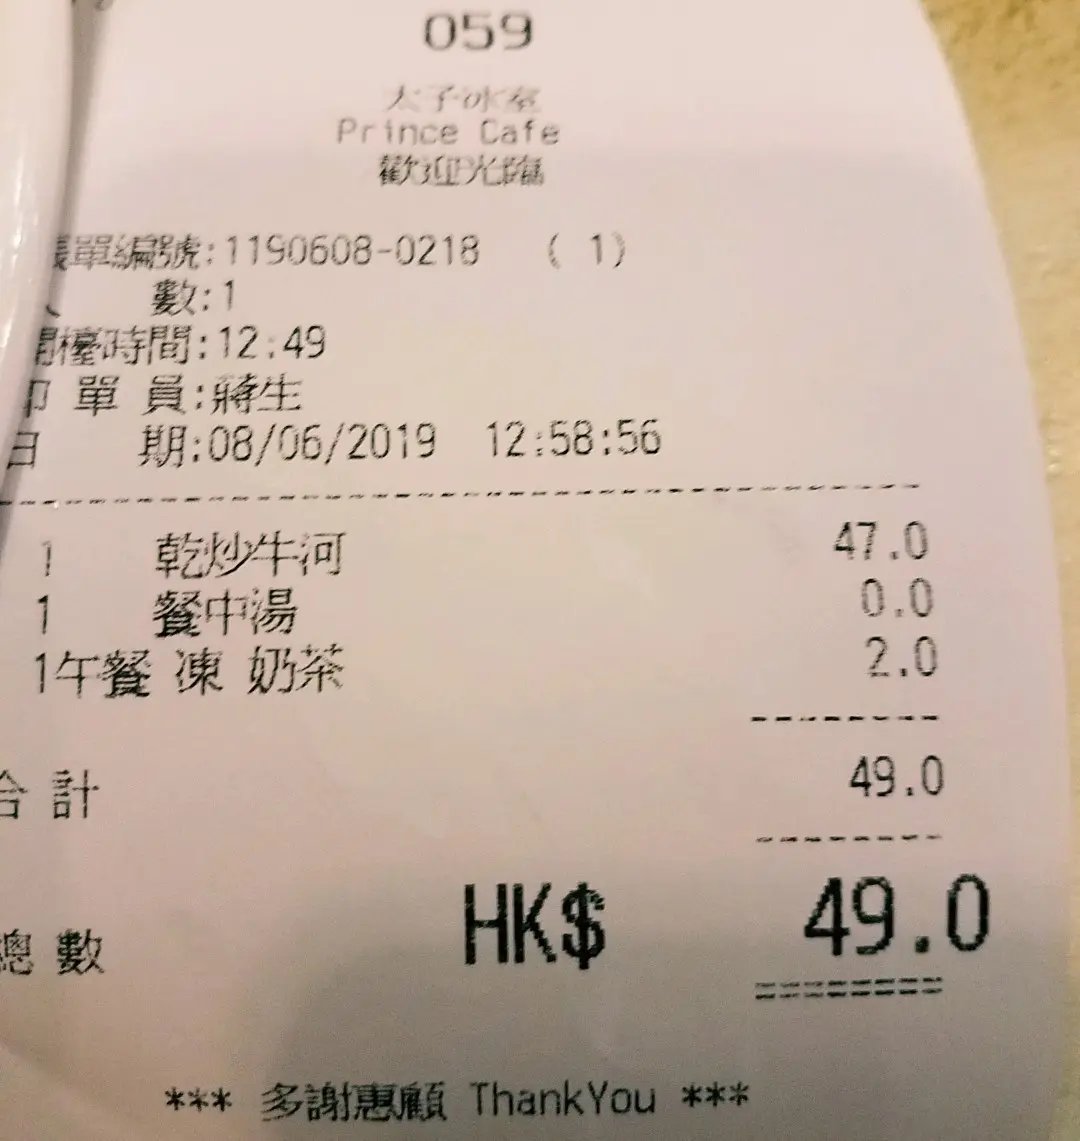 059
太子冰室
Prince Cafe
歡迎光臨
賬單編號:1190608-0218 ( 1)
數:1
開檯時間:12:49
印 單 員:蔣生
日 期:08/06/2019 12:58:56
1 乾炒牛河 47.0
1 餐中湯 0.0
1午餐 凍 奶茶 2.0
合 計 49.0
總 數 HK$ 49.0
*** 多謝惠顧 ThankYou ***